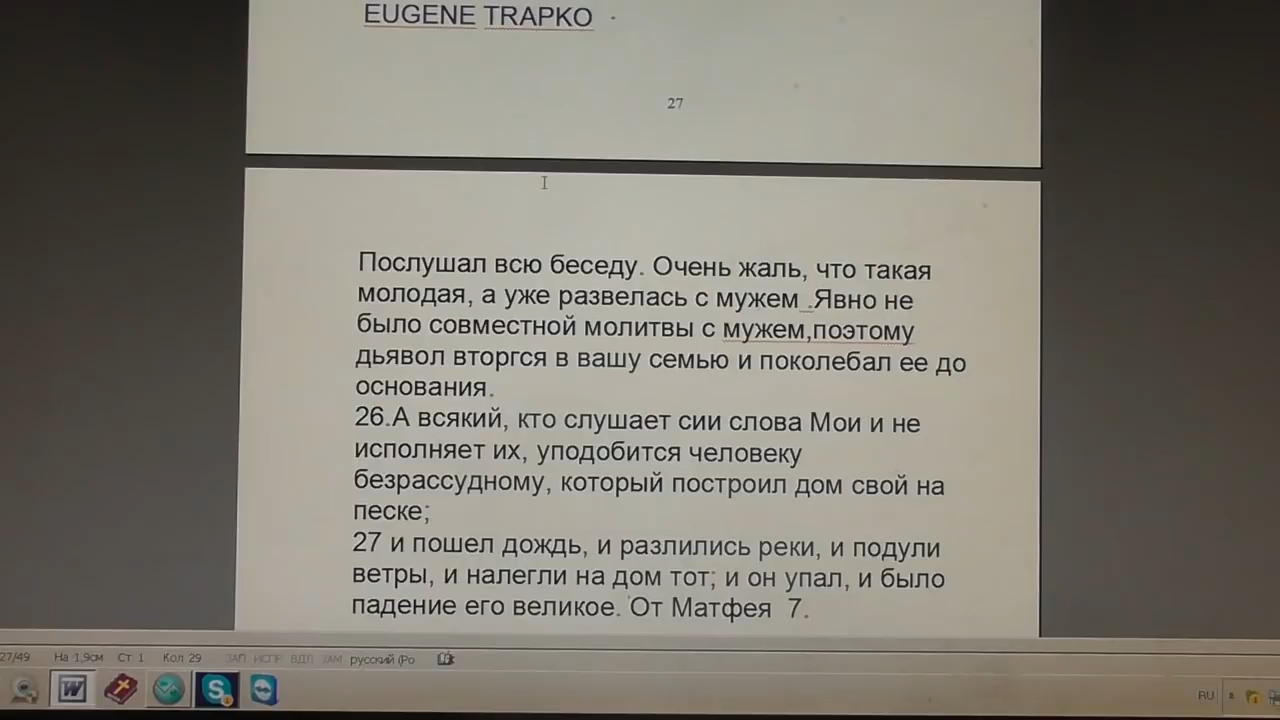 EUGENE TRAPKO
27
Послушал всю беседу. Очень жаль, что такая
молодая, а уже развелась с мужем .Явно не
было совместной молитвы с мужем,поэтому
дьявол вторгся в вашу семью и поколебал ее до
основания.
26.А всякий, кто слушает сии слова Мои и не
исполняет их, уподобится человеку
безрассудному, который построил дом свой на
песке;
27 и пошел дождь, и разлились реки, и подули
ветры, и налегли на дом тот; и он упал, и было
падение его великое. От Матфея 7.
27/49 На 1,9см Ст 1 Кол 29 ЗАП ИСПР ВДЛ ЗАМ русский (Ро
W S RU